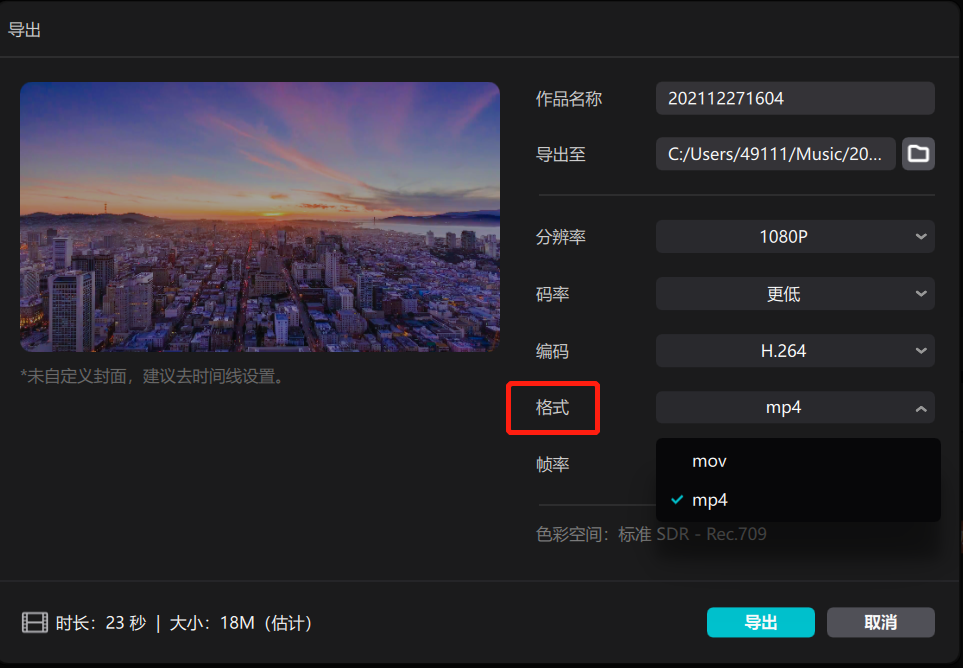 导出
作品名称 202112271604
导出至 C:/Users/49111/Music/20...
分辨率 1080P
码率 更低
编码 H.264
*未自定义封面，建议去时间线设置。
格式 mp4
mov
帧率
mp4
色彩空间：标准 SDR - Rec.709
时长：23 秒 | 大小：18M（估计）
导出 取消